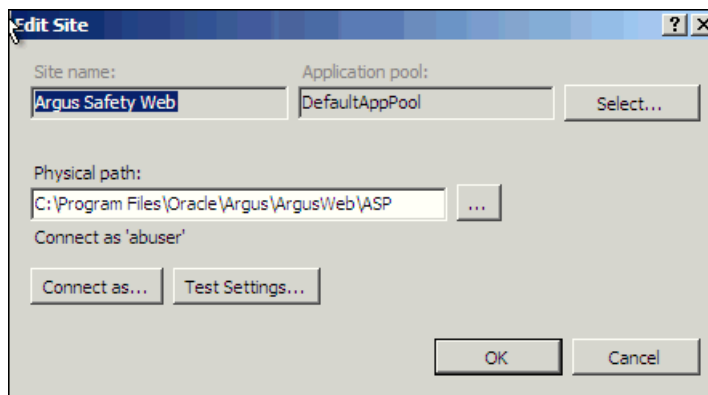 Edit Site
? X
Site name: Application pool:
Argus Safety Web DefaultAppPool Select...
Physical path:
C:\Program Files\Oracle\Argus\ArgusWeb\ASP ...
Connect as 'abuser'
Connect as... Test Settings...
OK Cancel